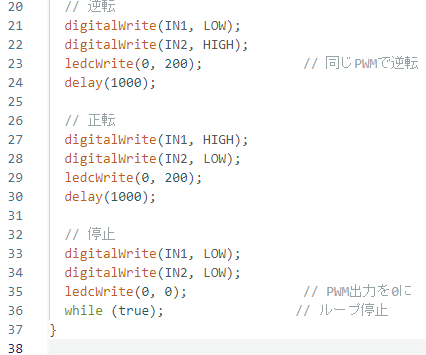 20 // 逆転
21 digitalWrite(IN1, LOW);
22 digitalWrite(IN2, HIGH);
23 ledcWrite(0, 200); // 同じPWMで逆転
24 delay(1000);
25
26 // 正転
27 digitalWrite(IN1, HIGH);
28 digitalWrite(IN2, LOW);
29 ledcWrite(0, 200);
30 delay(1000);
31
32 // 停止
33 digitalWrite(IN1, LOW);
34 digitalWrite(IN2, LOW);
35 ledcWrite(0, 0); // PWM出力を0に
36 while (true); // ループ停止
37 }
38